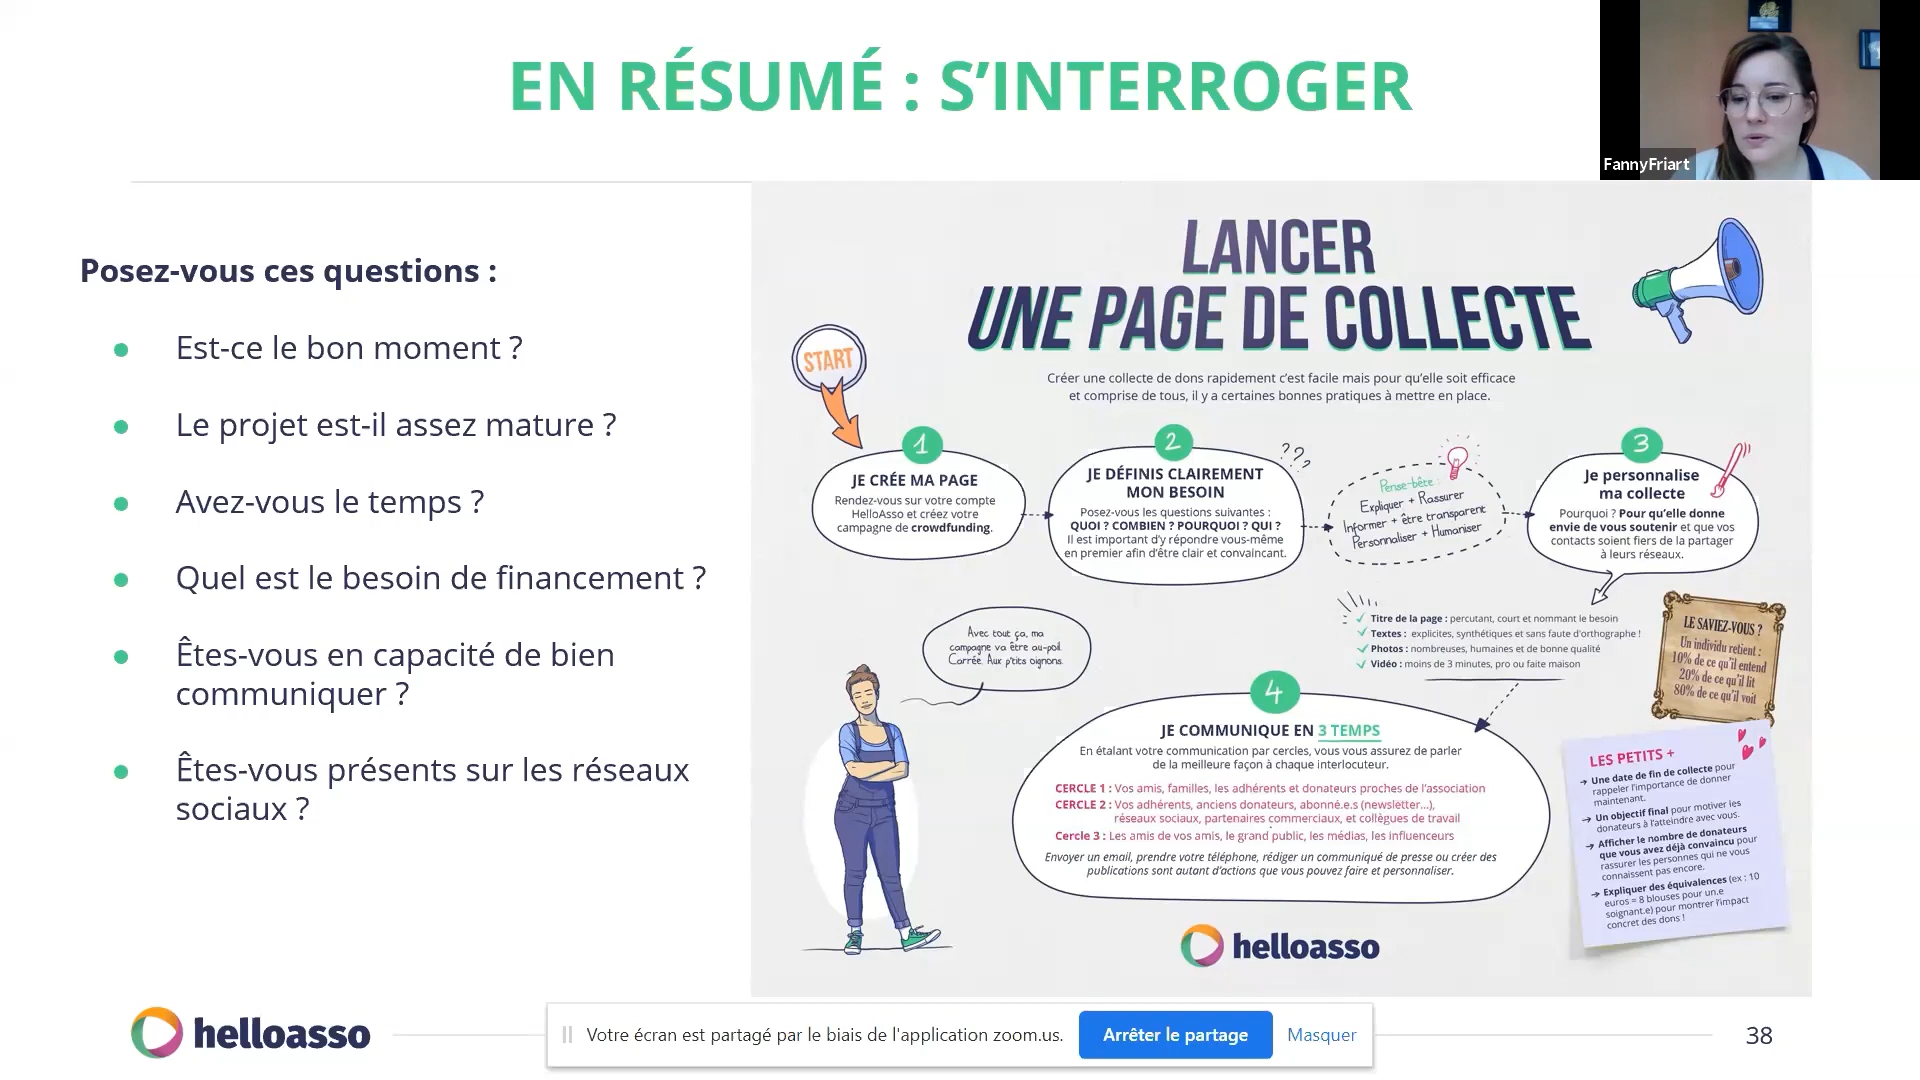 EN RÉSUMÉ : S’INTERROGER
FannyFriart
Posez-vous ces questions :
Est-ce le bon moment ?
Le projet est-il assez mature ?
Avez-vous le temps ?
Quel est le besoin de financement ?
Êtes-vous en capacité de bien
communiquer ?
Êtes-vous présents sur les réseaux
sociaux ?
LANCER
UNE PAGE DE COLLECTE
Créer une collecte de dons rapidement c’est facile mais pour qu’elle soit efficace
et comprise de tous, il y a certaines bonnes pratiques à mettre en place.
START
1
JE CRÉE MA PAGE
Rendez-vous sur votre compte
HelloAsso et créez votre
campagne de crowdfunding.
2
???
JE DÉFINIS CLAIREMENT
MON BESOIN
Posez-vous les questions suivantes :
QUOI ? COMBIEN ? POURQUOI ? QUI ?
Il est important d’y répondre vous-même
en premier afin d’être clair et convaincant.
Pense-bête :
Expliquer + Rassurer
Informer + être transparent
Personnaliser + Humaniser
3
Je personnalise
ma collecte
Pourquoi ? Pour qu’elle donne
envie de vous soutenir et que vos
contacts soient fiers de la partager
à leurs réseaux.
Titre de la page : percutant, court et nommant le besoin
Textes : explicites, synthétiques et sans faute d’orthographe !
Photos : nombreuses, humaines et de bonne qualité
Vidéo : moins de 3 minutes, pro ou faite maison
LE SAVIEZ-VOUS ?
Un individu retient :
10% de ce qu’il entend
20% de ce qu’il lit
80% de ce qu’il voit
Avec tout ça, ma
campagne va être au-poil.
Carrée. Aux p’tits oignons.
4
JE COMMUNIQUE EN 3 TEMPS
En étalant votre communication par cercles, vous vous assurez de parler
de la meilleure façon à chaque interlocuteur.
CERCLE 1 : Vos amis, familles, les adhérents et donateurs proches de l’association
CERCLE 2 : Vos adhérents, anciens donateurs, abonné.e.s (newsletter...),
réseaux sociaux, partenaires commerciaux, et collègues de travail
Cercle 3 : Les amis de vos amis, le grand public, les médias, les influenceurs
Envoyer un email, prendre votre téléphone, rédiger un communiqué de presse ou créer des
publications sont autant d’actions que vous pouvez faire et personnaliser.
LES PETITS +
Une date de fin de collecte pour
rappeler l’importance de donner
maintenant.
Un objectif final pour motiver les
donateurs à l’atteindre avec vous.
Afficher le nombre de donateurs
que vous avez déjà convaincu pour
rassurer les personnes qui ne vous
connaissent pas encore.
Expliquer des équivalences (ex : 10
euros = 8 blouses pour un.e
soignant.e) pour montrer l’impact
concret des dons !
helloasso
helloasso
Votre écran est partagé par le biais de l'application zoom.us.
Arrêter le partage
Masquer
38